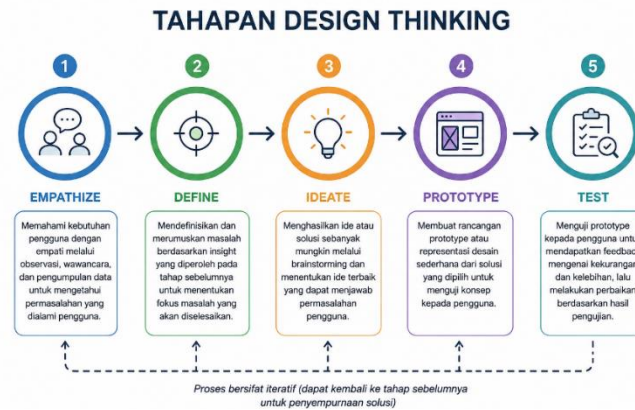 TAHAPAN DESIGN THINKING
1
2
3
4
5
EMPATHIZE
Memahami kebutuhan
pengguna dengan
empati melalui
observasi, wawancara,
dan pengumpulan data
untuk mengetahui
permasalahan yang
dialami pengguna.
DEFINE
Mendefinisikan dan
merumuskan masalah
berdasarkan insight
yang diperoleh pada
tahap sebelumnya
untuk menentukan
fokus masalah yang
akan diselesaikan.
IDEATE
Menghasilkan ide atau
solusi sebanyak
mungkin melalui
brainstorming dan
menentukan ide terbaik
yang dapat menjawab
permasalahan
pengguna.
PROTOTYPE
Membuat rancangan
prototype atau
representasi desain
sederhana dari solusi
yang dipilih untuk
menguji konsep
kepada pengguna.
TEST
Menguji prototype
kepada pengguna untu
mendapatkan feedback
mengenai kekurangan
dan kelebihan, lalu
melakukan perbaikan
berdasarkan hasil
pengujian.
Proses bersifat iteratif (dapat kembali ke tahap sebelumnya
untuk penyempurnaan solusi)